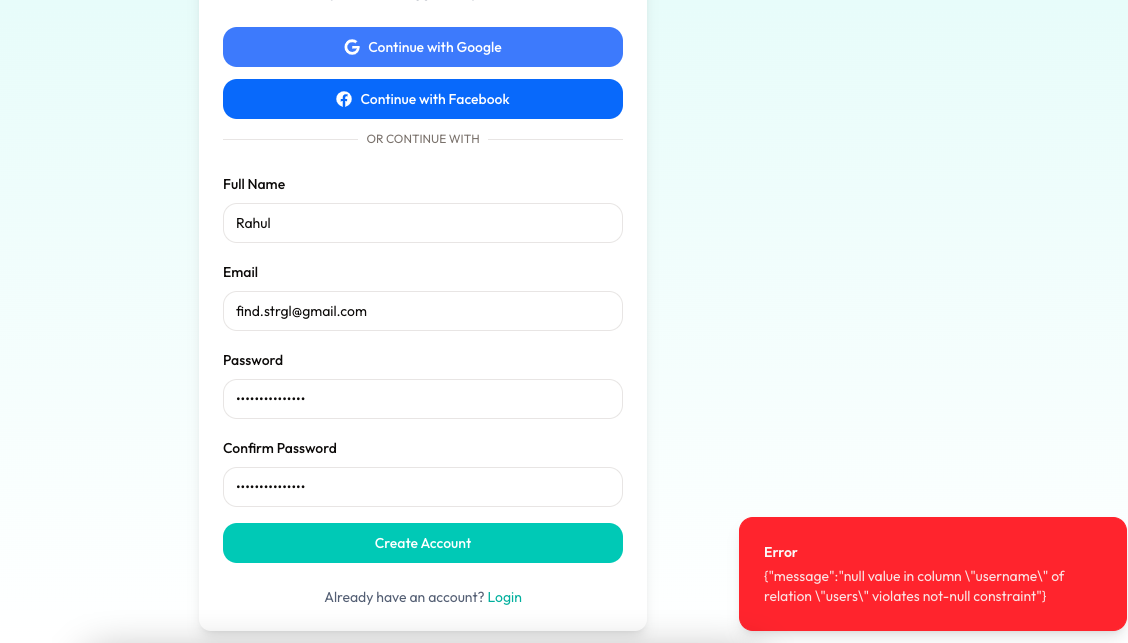 Continue with Google
Continue with Facebook
OR CONTINUE WITH
Full Name
Rahul
Email
find.strgl@gmail.com
Password
•••••••••••••••
Confirm Password
•••••••••••••••
Create Account
Already have an account? Login
Error
{"message":"null value in column \"username\" of
relation \"users\" violates not-null constraint"}